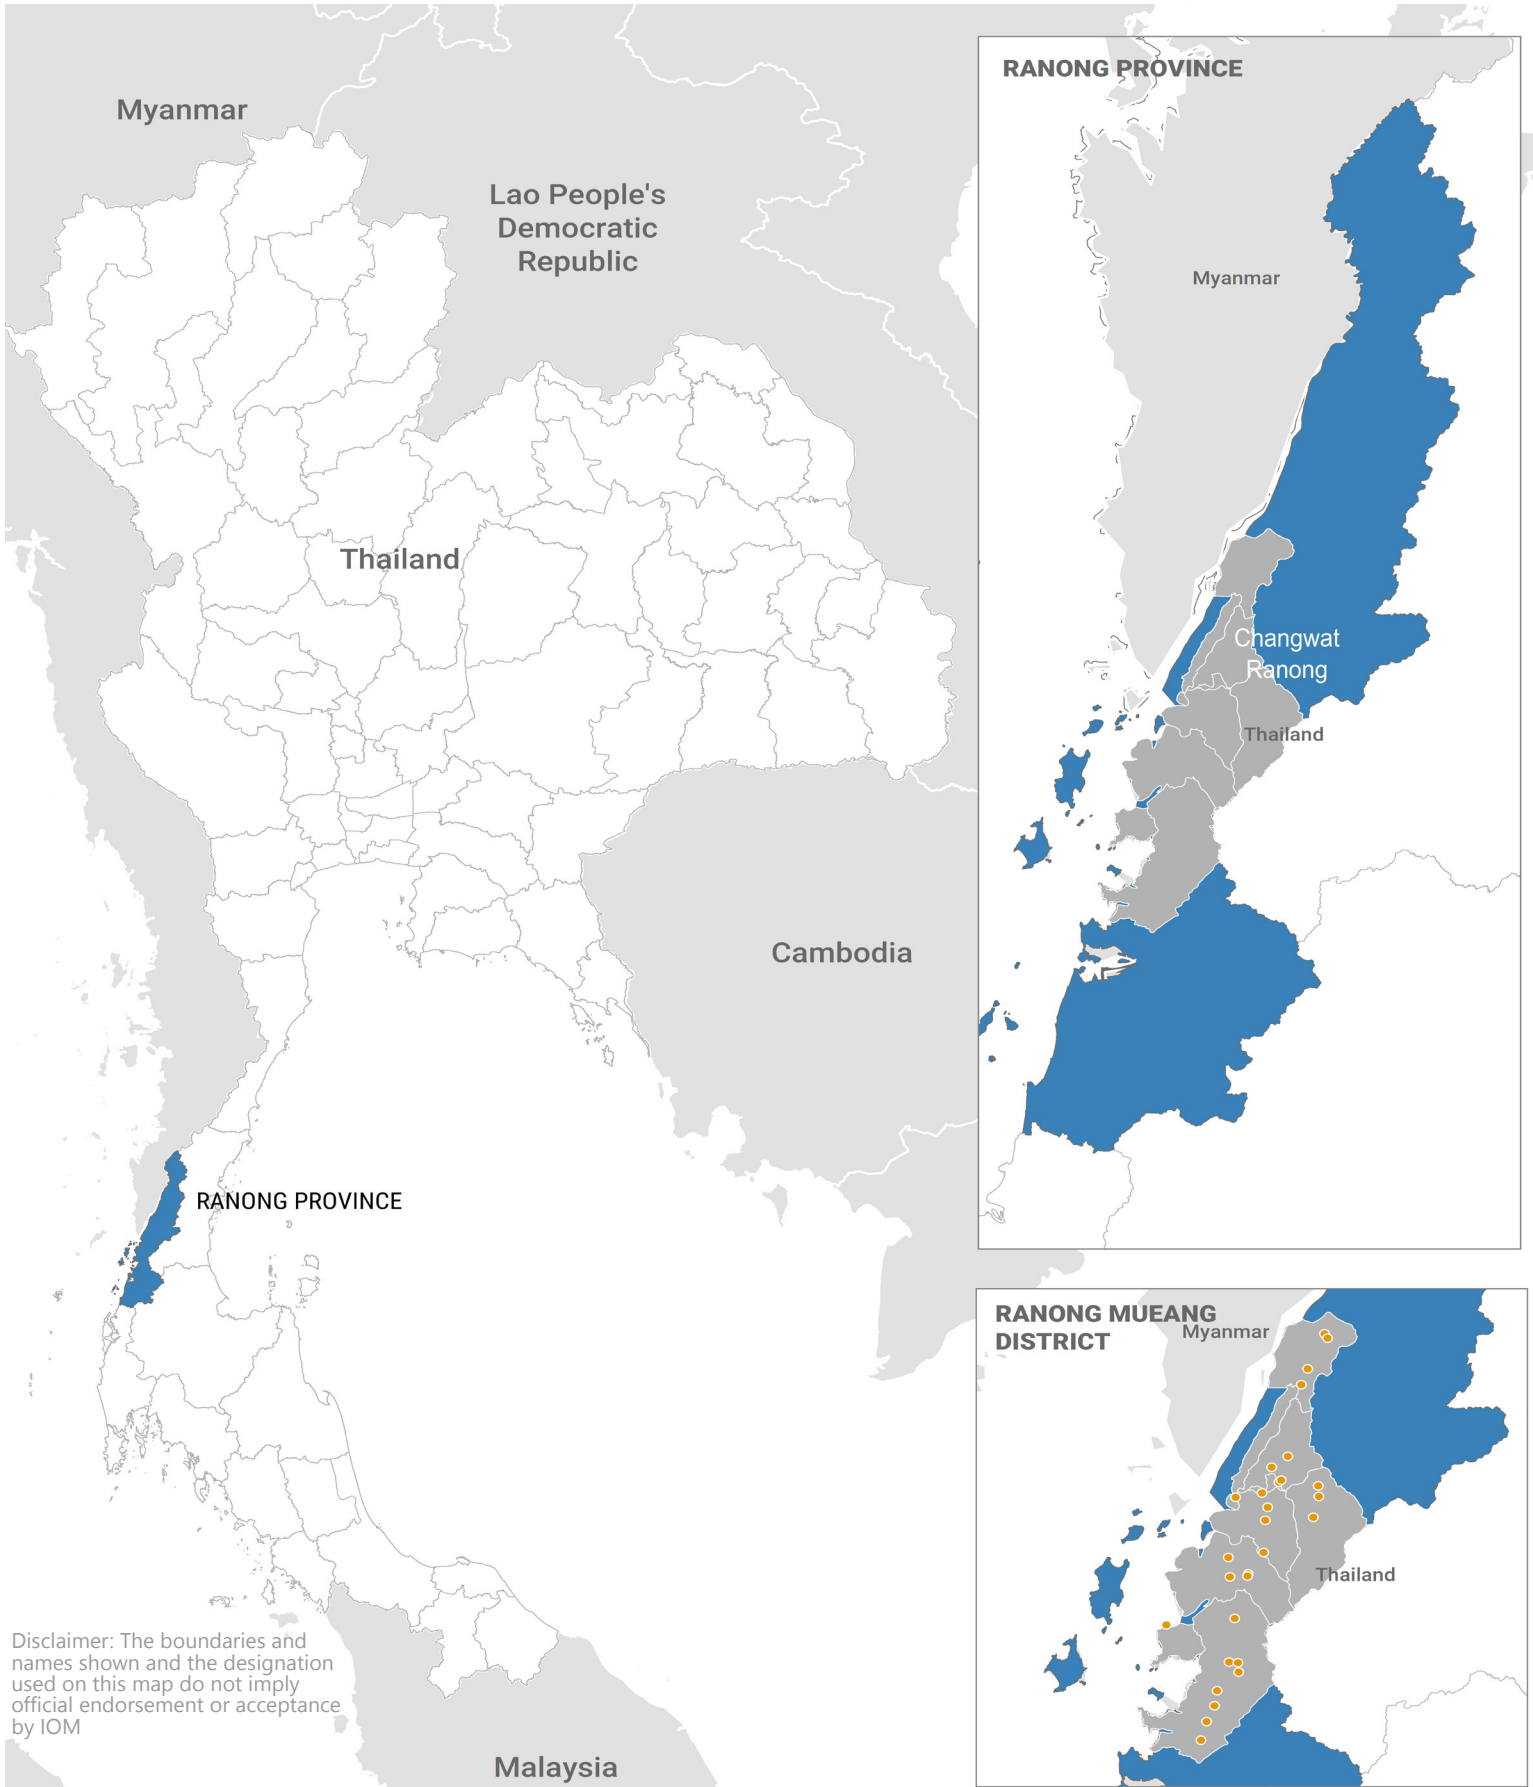 Myanmar
Lao People's
Democratic
Republic
Thailand
Cambodia
RANONG PROVINCE
Malaysia
Disclaimer: The boundaries and
names shown and the designation
used on this map do not imply
official endorsement or acceptance
by IOM
RANONG PROVINCE
Myanmar
Changwat
Ranong
Thailand
RANONG MUEANG
DISTRICT
Myanmar
Thailand